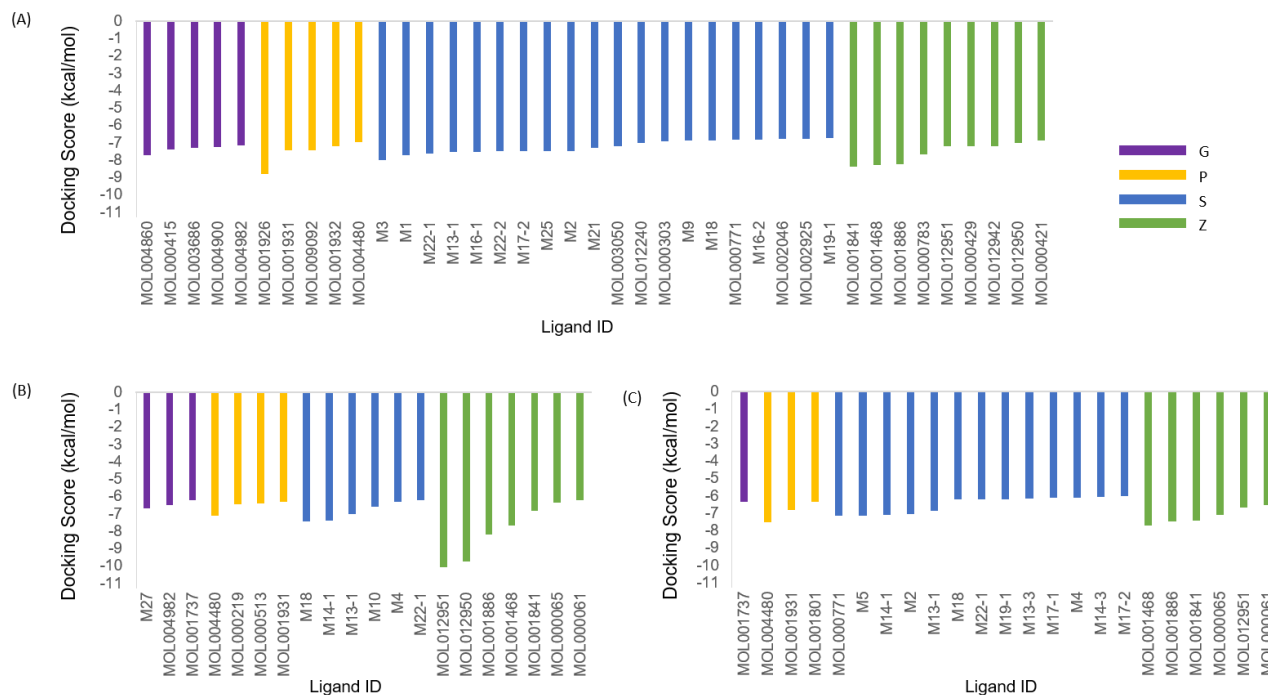 (A)
Docking Score (kcal/mol)
0
-1
-2
-3
-4
-5
-6
-7
-8
-9
-10
-11
MOL004860
MOL000415
MOL003686
MOL004900
MOL004982
MOL001926
MOL001931
MOL009092
MOL001932
MOL004480
M3
M1
M22-1
M13-1
M16-1
M22-2
M17-2
M25
M2
M21
MOL003050
MOL012240
MOL000303
M9
M18
MOL000771
M16-2
MOL002046
MOL002925
M19-1
MOL001841
MOL001468
MOL001886
MOL000783
MOL012951
MOL000429
MOL012942
MOL012950
MOL000421
Ligand ID
G
P
S
Z
(B)
Docking Score (kcal/mol)
0
-1
-2
-3
-4
-5
-6
-7
-8
-9
-10
-11
M27
MOL004982
MOL001737
MOL004480
MOL000219
MOL000513
MOL001931
M18
M14-1
M13-1
M10
M4
M22-1
MOL012951
MOL012950
MOL001886
MOL001468
MOL001841
MOL000065
MOL000061
Ligand ID
(C)
Docking Score (kcal/mol)
0
-1
-2
-3
-4
-5
-6
-7
-8
-9
-10
-11
MOL001737
MOL004480
MOL001931
MOL001801
MOL000771
M5
M14-1
M2
M13-1
M18
M22-1
M19-1
M13-3
M17-1
M4
M14-3
M17-2
MOL001468
MOL001886
MOL001841
MOL000065
MOL012951
MOL000061
Ligand ID